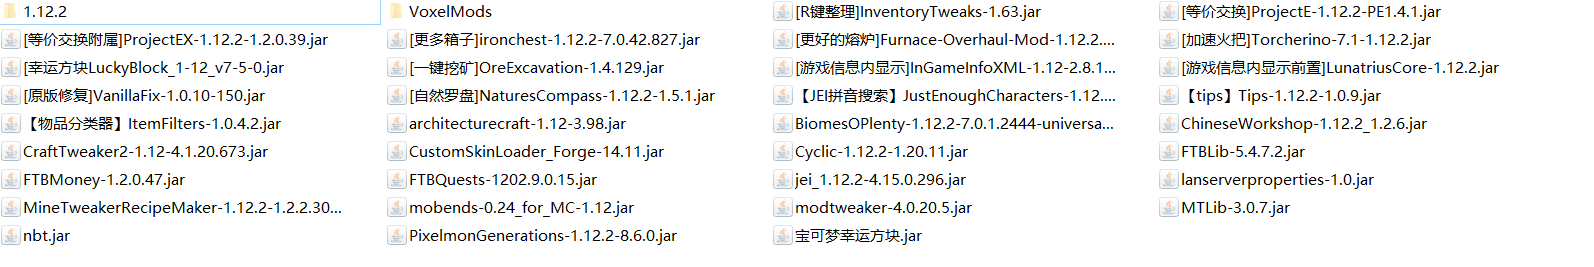 1.12.2 VoxelMods [R键整理]InventoryTweaks-1.63.jar [等价交换]ProjectE-1.12.2-PE1.4.1.jar
[等价交换附属]ProjectEX-1.12.2-1.2.0.39.jar [更多箱子]ironchest-1.12.2-7.0.42.827.jar [更好的熔炉]Furnace-Overhaul-Mod-1.12.2.... [加速火把]Torcherino-7.1-1.12.2.jar
[幸运方块LuckyBlock_1-12_v7-5-0.jar [一键挖矿]OreExcavation-1.4.129.jar [游戏信息内显示]InGameInfoXML-1.12-2.8.1... [游戏信息内显示前置]LunatriusCore-1.12.2.jar
[原版修复]VanillaFix-1.0.10-150.jar [自然罗盘]NaturesCompass-1.12.2-1.5.1.jar 【JEI拼音搜索】JustEnoughCharacters-1.12.... 【tips】Tips-1.12.2-1.0.9.jar
【物品分类器】ItemFilters-1.0.4.2.jar architecturecraft-1.12-3.98.jar BiomesOPlenty-1.12.2-7.0.1.2444-universa... ChineseWorkshop-1.12.2_1.2.6.jar
CraftTweaker2-1.12-4.1.20.673.jar CustomSkinLoader_Forge-14.11.jar Cyclic-1.12.2-1.20.11.jar FTBLib-5.4.7.2.jar
FTBMoney-1.2.0.47.jar FTBQuests-1202.9.0.15.jar jei_1.12.2-4.15.0.296.jar lanserverproperties-1.0.jar
MineTweakerRecipeMaker-1.12.2-1.2.2.30... mobends-0.24_for_MC-1.12.jar modtweaker-4.0.20.5.jar MTLib-3.0.7.jar
nbt.jar PixelmonGenerations-1.12.2-8.6.0.jar 宝可梦幸运方块.jar